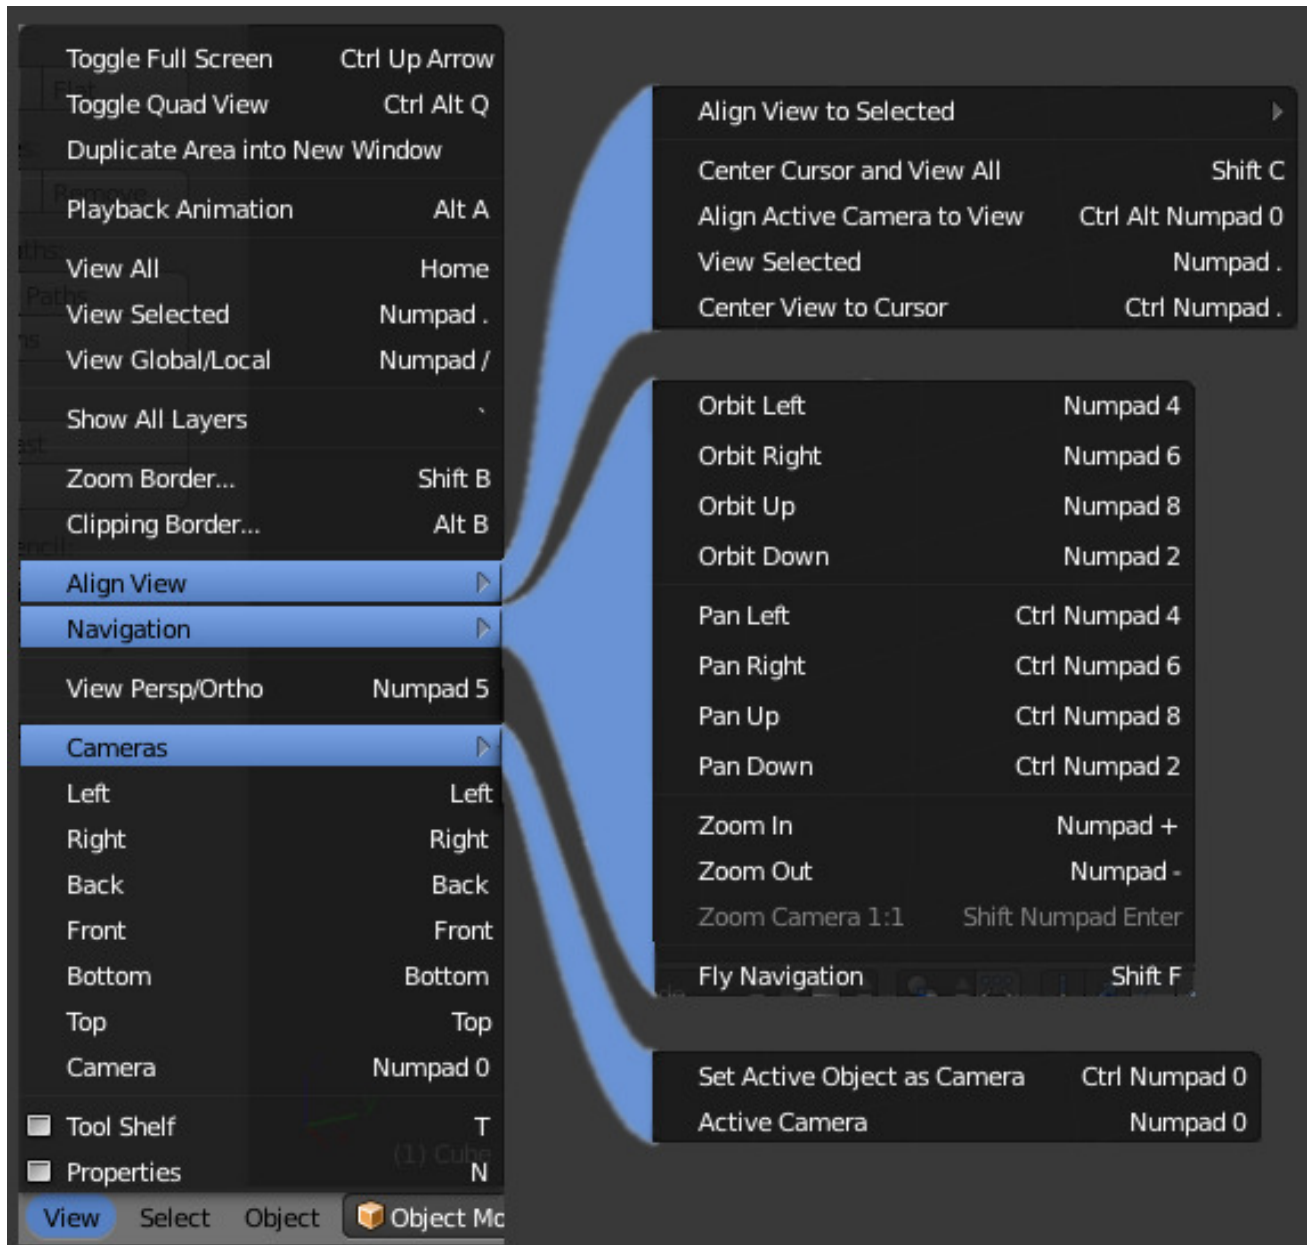 Toggle Full Screen Ctrl Up Arrow
Toggle Quad View Ctrl Alt Q
Duplicate Area into New Window
Playback Animation Alt A
View All Home
View Selected Numpad .
View Global/Local Numpad /
Show All Layers `
Zoom Border... Shift B
Clipping Border... Alt B
Align View
Navigation
View Persp/Ortho Numpad 5
Cameras
Left Left
Right Right
Back Back
Front Front
Bottom Bottom
Top Top
Camera Numpad 0
Tool Shelf T
(1) Cube
Properties N
View Select Object Object Mo
Align View to Selected
Center Cursor and View All Shift C
Align Active Camera to View Ctrl Alt Numpad 0
View Selected Numpad .
Center View to Cursor Ctrl Numpad .
Orbit Left Numpad 4
Orbit Right Numpad 6
Orbit Up Numpad 8
Orbit Down Numpad 2
Pan Left Ctrl Numpad 4
Pan Right Ctrl Numpad 6
Pan Up Ctrl Numpad 8
Pan Down Ctrl Numpad 2
Zoom In Numpad +
Zoom Out Numpad -
Zoom Camera 1:1 Shift Numpad Enter
Fly Navigation Shift F
Set Active Object as Camera Ctrl Numpad 0
Active Camera Numpad 0